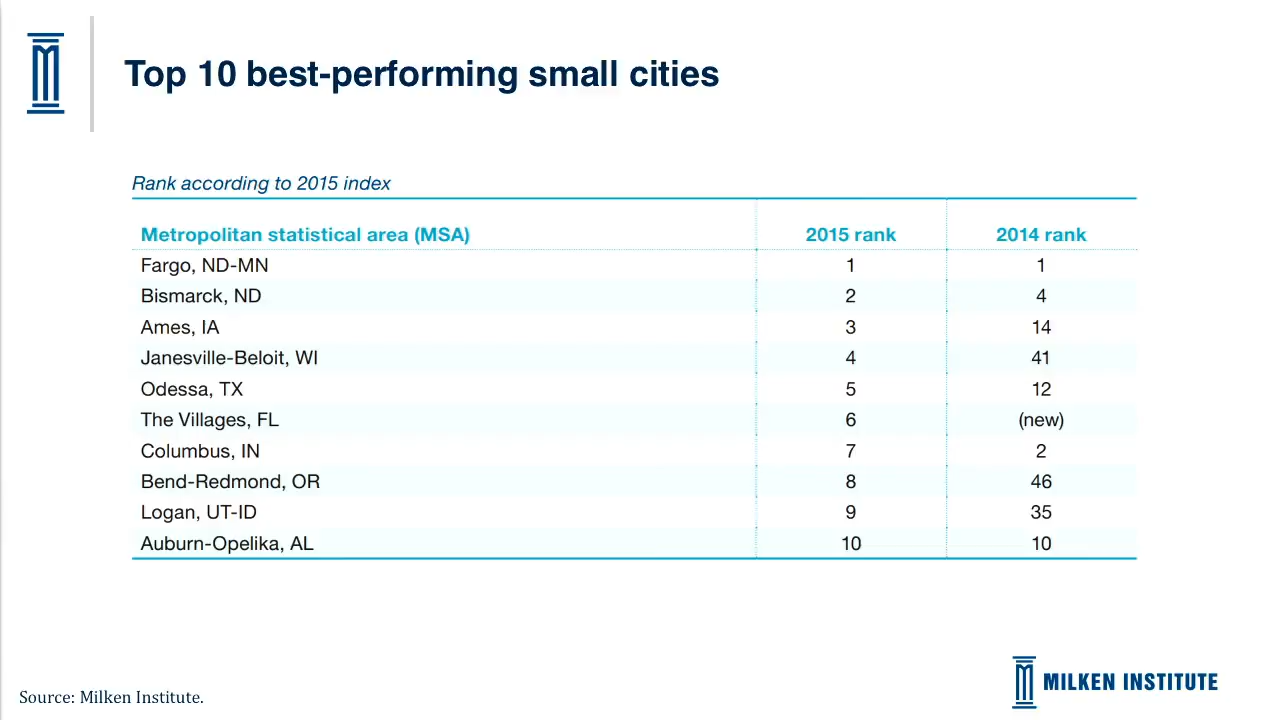 Top 10 best-performing small cities
Rank according to 2015 index
Metropolitan statistical area (MSA) 2015 rank 2014 rank
Fargo, ND-MN 1 1
Bismarck, ND 2 4
Ames, IA 3 14
Janesville-Beloit, WI 4 41
Odessa, TX 5 12
The Villages, FL 6 (new)
Columbus, IN 7 2
Bend-Redmond, OR 8 46
Logan, UT-ID 9 35
Auburn-Opelika, AL 10 10
MILKEN INSTITUTE
Source: Milken Institute.